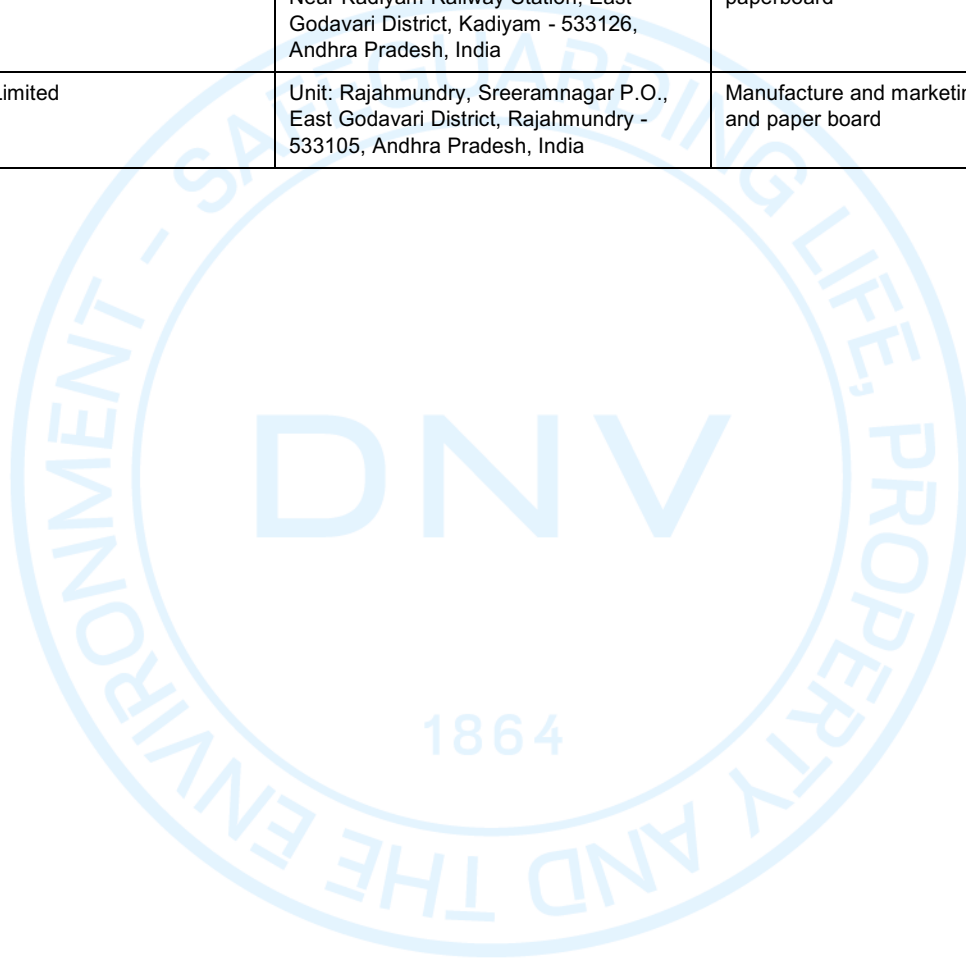 Near Kadiyam Railway Station, East
Godavari District, Kadiyam - 533126,
Andhra Pradesh, India
paperboard
Limited
Unit: Rajahmundry, Sreeramnagar P.O.,
East Godavari District, Rajahmundry -
533105, Andhra Pradesh, India
Manufacture and marketin
and paper board
SAFEGUARDING LIFE, PROPERTY AND THE ENVIRONMENT -
DNV
1864